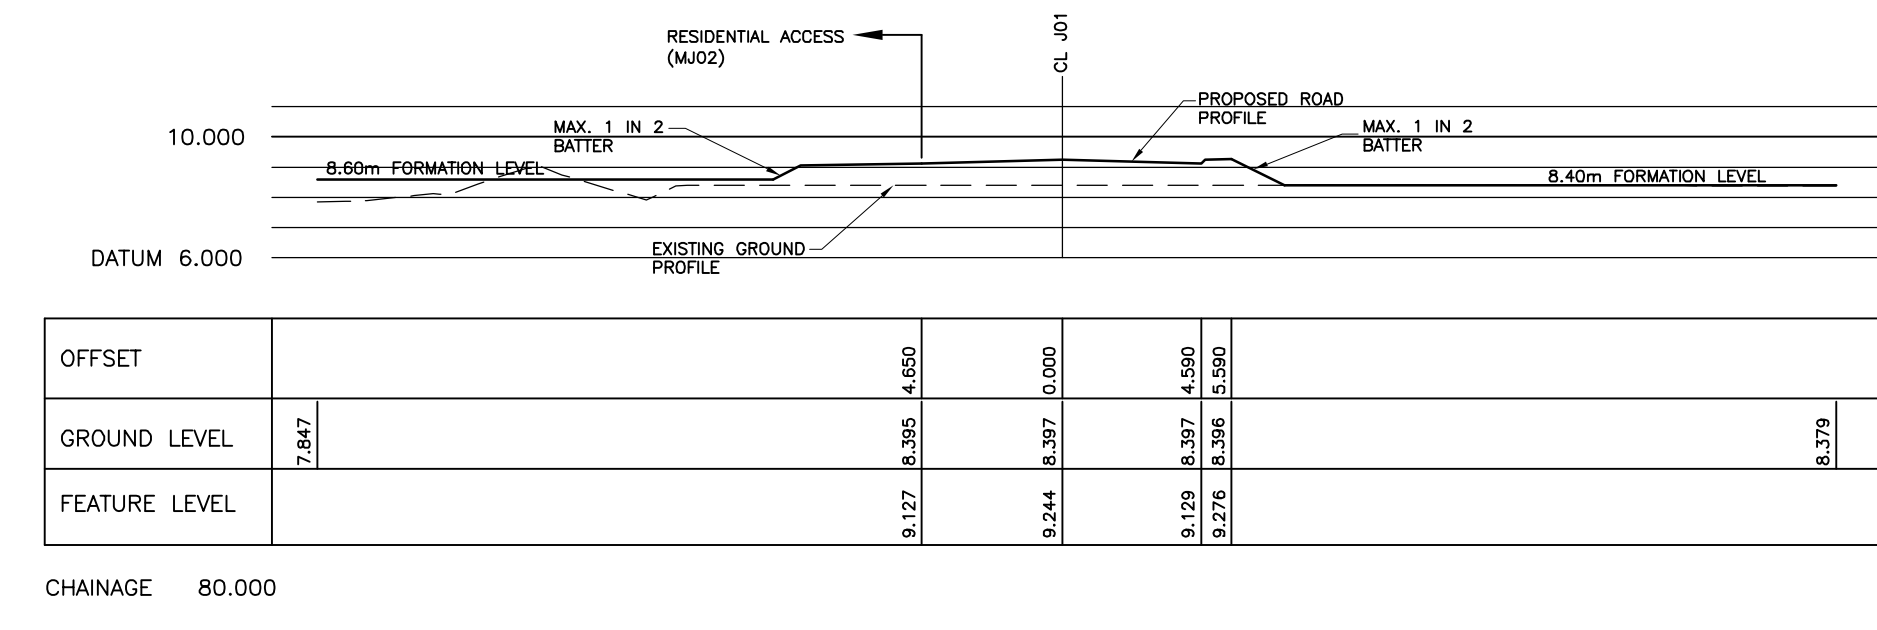 CL J01
RESIDENTIAL ACCESS
(MJ02)
PROPOSED ROAD
PROFILE
MAX. 1 IN 2
BATTER
MAX. 1 IN 2
BATTER
10.000
8.60m FORMATION LEVEL
8.40m FORMATION LEVEL
EXISTING GROUND
PROFILE
DATUM 6.000
OFFSET
4.650
0.000
4.590
5.590
GROUND LEVEL
7.847
8.395
8.397
8.397
8.396
8.379
FEATURE LEVEL
9.127
9.244
9.129
9.276
CHAINAGE 80.000